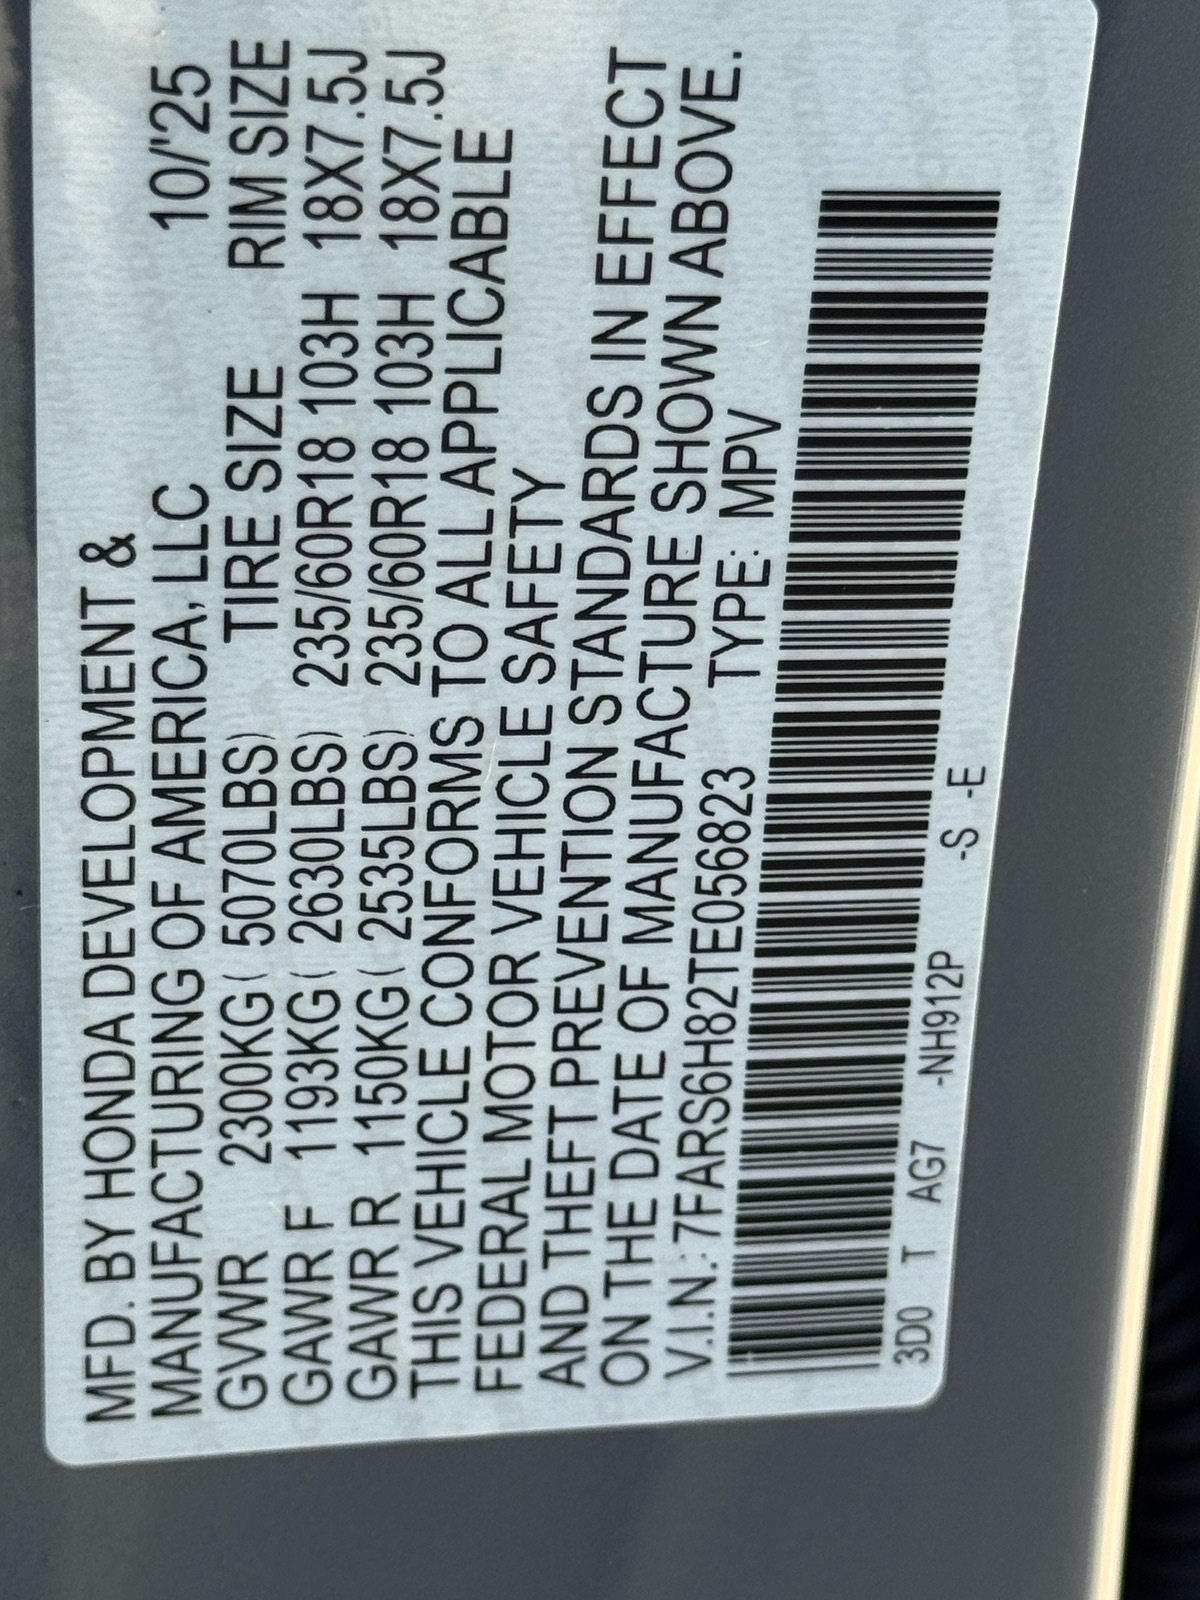 MFD. BY HONDA DEVELOPMENT &
MANUFACTURING OF AMERICA, LLC 10/'25
GVWR 2300KG( 5070LBS) TIRE SIZE RIM SIZE
GAWR F 1193KG( 2630LBS) 235/60R18 103H 18X7.5J
GAWR R 1150KG( 2535LBS) 235/60R18 103H 18X7.5J
THIS VEHICLE CONFORMS TO ALL APPLICABLE
FEDERAL MOTOR VEHICLE SAFETY
AND THEFT PREVENTION STANDARDS IN EFFECT
ON THE DATE OF MANUFACTURE SHOWN ABOVE.
V.I.N.: 7FARS6H82TE056823 TYPE: MPV
3D0 T AG7 -NH912P -S -E